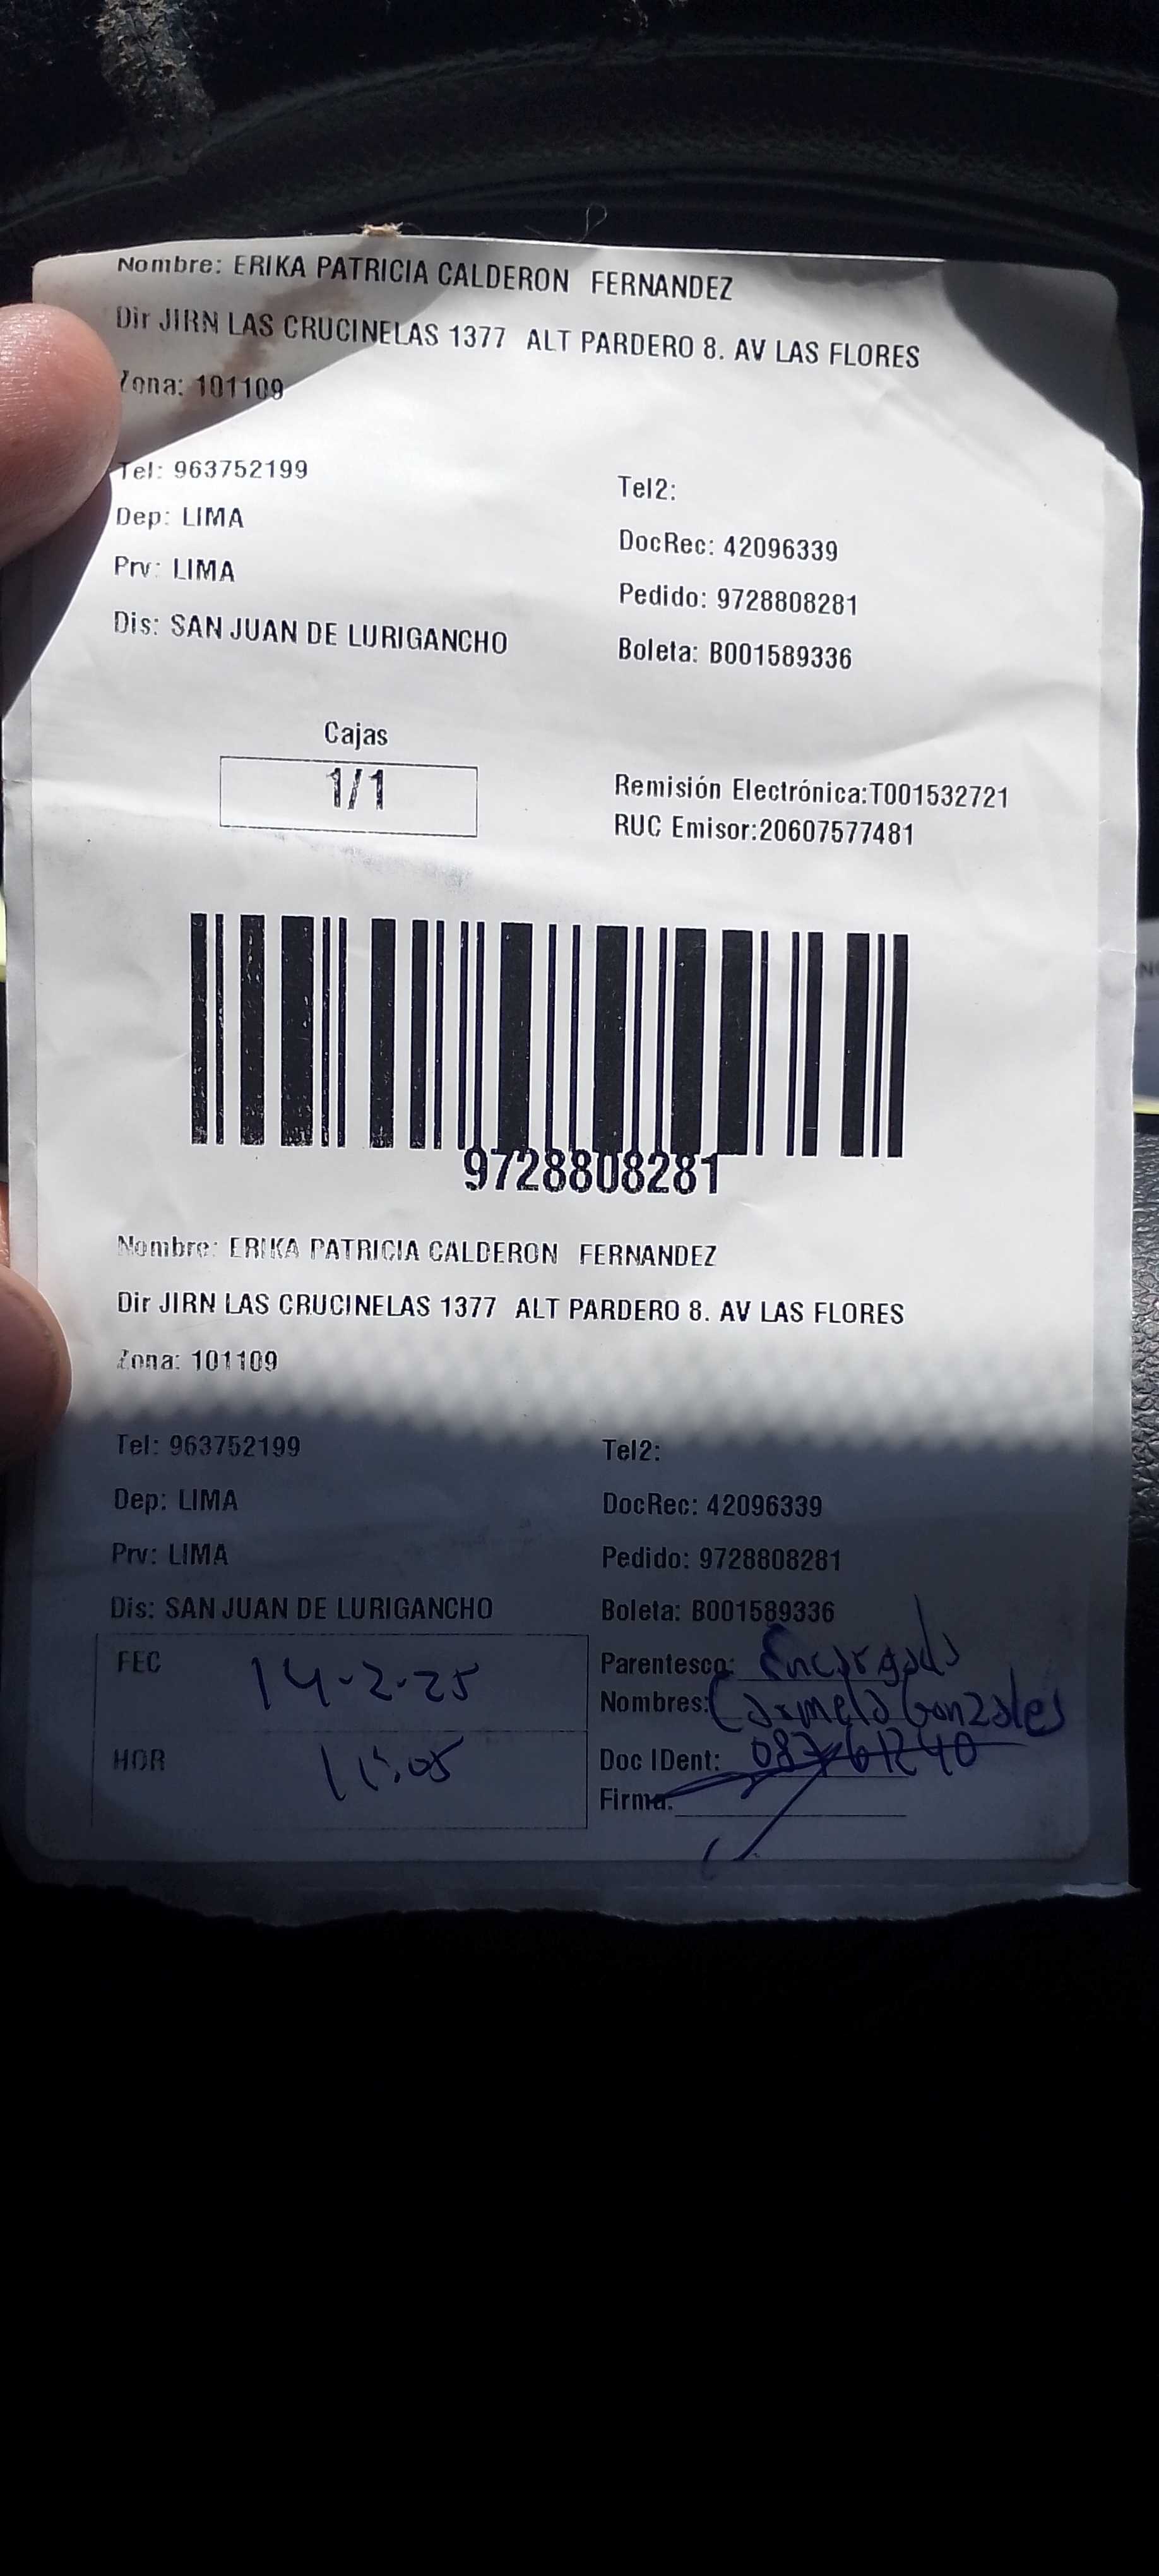 Nombre: ERIKA PATRICIA CALDERON FERNANDEZ
Dir JIRN LAS CRUCINELAS 1377 ALT PARDERO 8. AV LAS FLORES
Zona: 101109
Tel: 963752199
Tel2:
Dep: LIMA
DocRec: 42096339
Prv: LIMA
Pedido: 9728808281
Dis: SAN JUAN DE LURIGANCHO
Boleta: B001589336
Cajas
1/1
Remisión Electrónica:T001532721
RUC Emisor:20607577481
9728808281
Nombre: ERIKA PATRICIA CALDERON FERNANDEZ
Dir JIRN LAS CRUCINELAS 1377 ALT PARDERO 8. AV LAS FLORES
Zona: 101109
Tel: 963752199
Tel2:
Dep: LIMA
DocRec: 42096339
Prv: LIMA
Pedido: 9728808281
Dis: SAN JUAN DE LURIGANCHO
Boleta: B001589336
FEC 14-2-25
Parentesco: Encargado
Nombres: Carmela Gonzales
HOR
Doc IDent:
Firma: